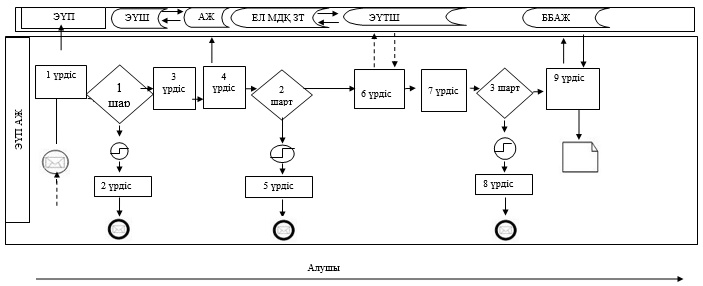 ЭҮП
ЭҮШ
АЖ
ЕЛ МДҚ ЗТ
ЭҮТШ
ББАЖ
ЭҮП АЖ
1 үрдіс
1
шар
3
үрдіс
4
үрдіс
2
шарт
6 үрдіс
7 үрдіс
3 шарт
9 үрдіс
2 үрдіс
5 үрдіс
8 үрдіс
Алушы